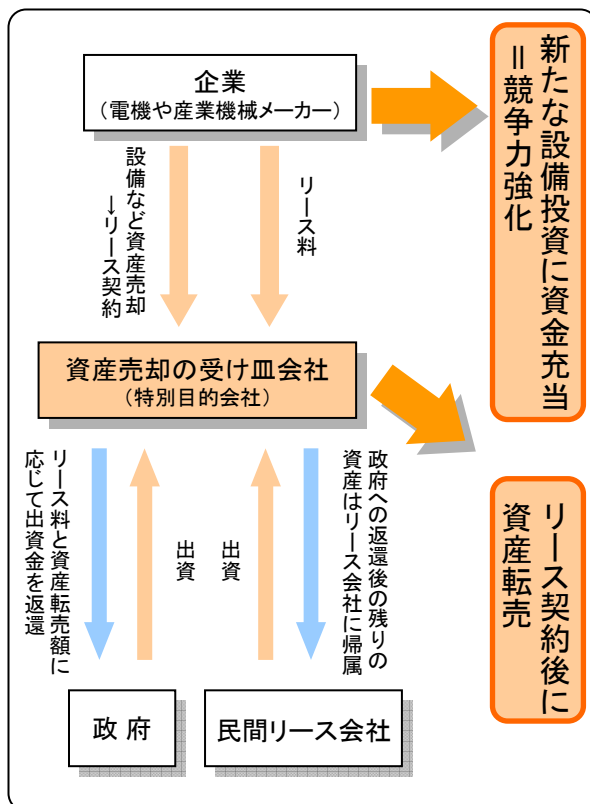 企業
（電機や産業機械メーカー）
新たな設備投資に資金充当
＝競争力強化
設備など資産売却
→リース契約
リース料
資産売却の受け皿会社
（特別目的会社）
リース料と資産転売額に
応じて出資金を返還
出資
出資
政府への返還後の残りの
資産はリース会社に帰属
リース契約後に
資産転売
政府
民間リース会社